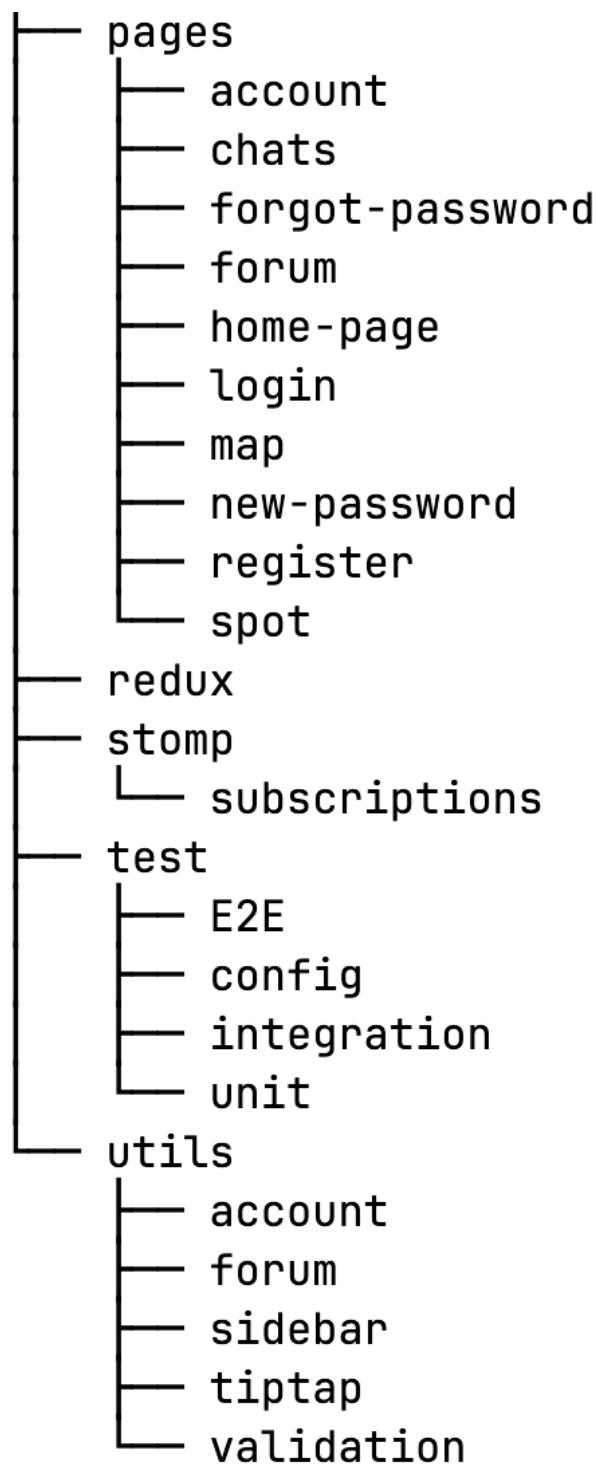 pages
account
chats
forgot-password
forum
home-page
login
map
new-password
register
spot
redux
stomp
subscriptions
test
E2E
config
integration
unit
utils
account
forum
sidebar
tiptap
validation